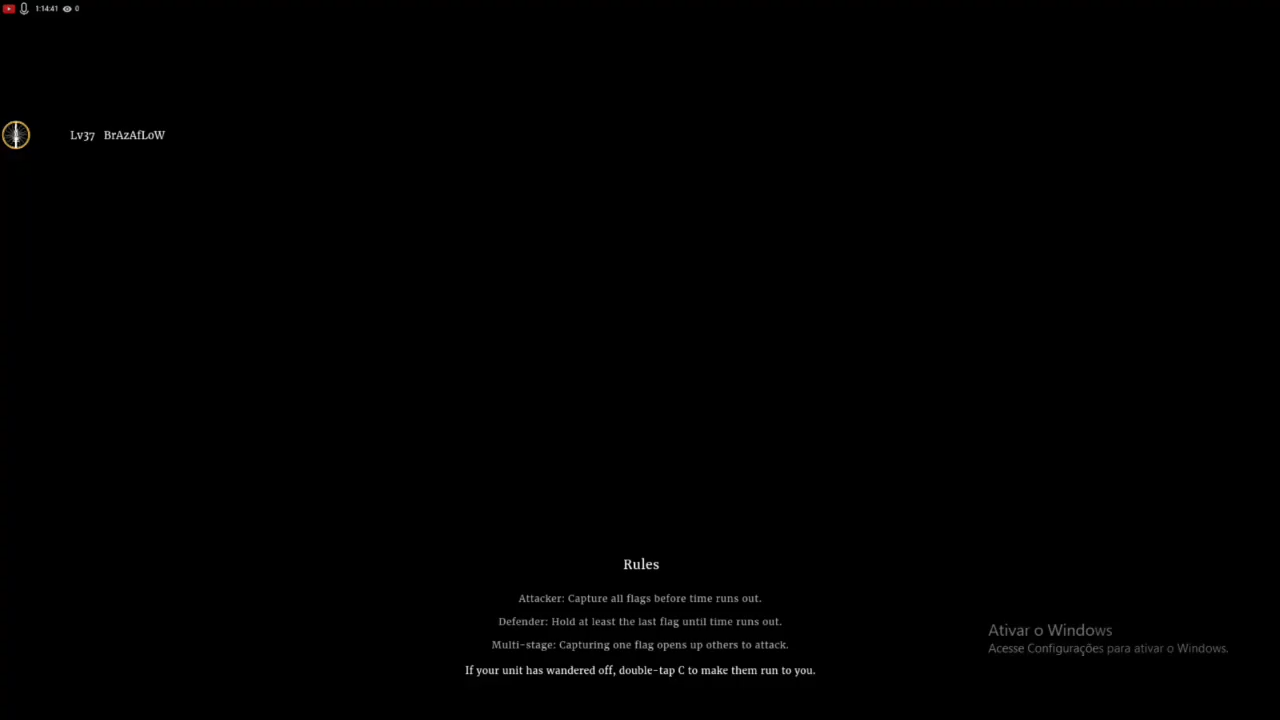 1:14:41 0
Lv37 BrAzAfLoW
Rules
Attacker: Capture all flags before time runs out.
Defender: Hold at least the last flag until time runs out.
Multi-stage: Capturing one flag opens up others to attack.
If your unit has wandered off, double-tap C to make them run to you.
Ativar o Windows
Acesse Configurações para ativar o Windows.